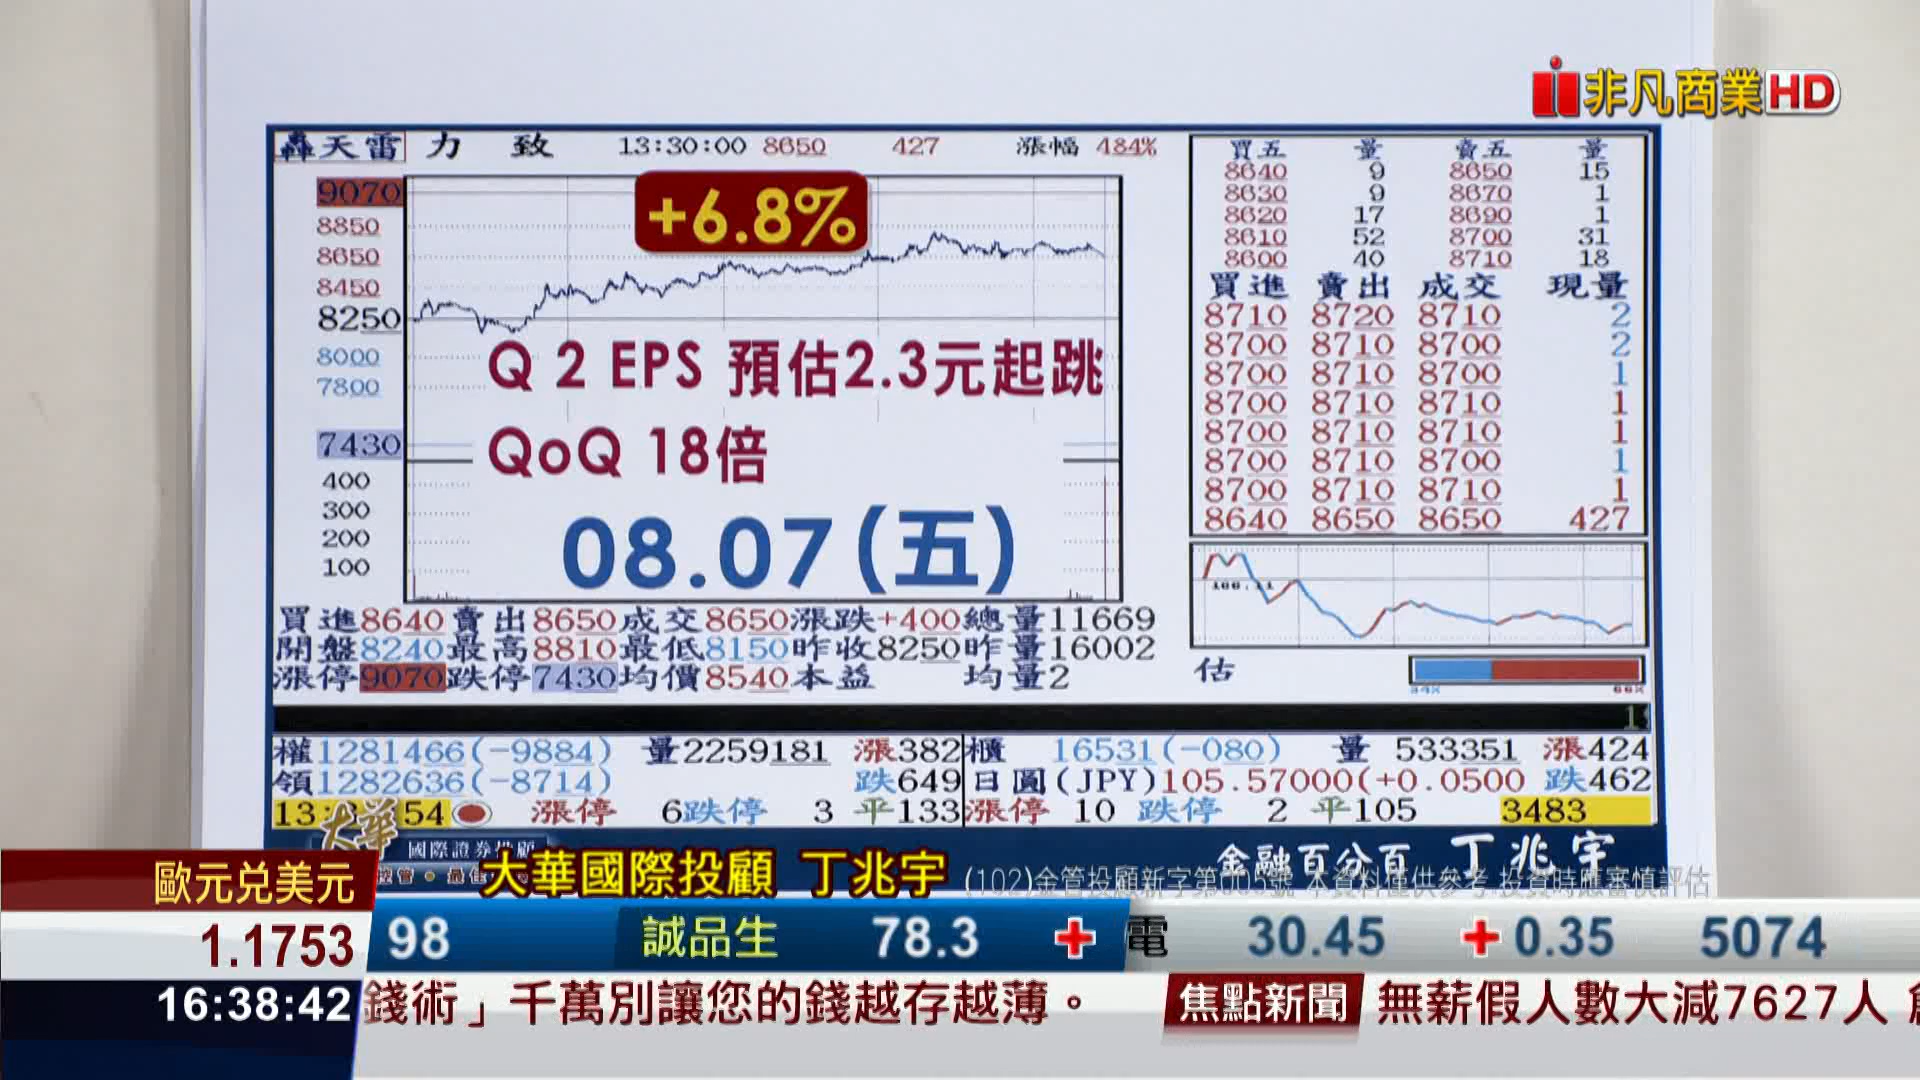 非凡商業HD
轟天雷 力 致 13:30:00 8650 427 漲幅 484%
買五 量 賣五 量
8640 9 8650 15
8630 9 8670 1
8620 17 8690 1
8610 52 8700 31
8600 40 8710 18
買進 賣出 成交 現量
8710 8720 8710 2
8700 8710 8700 2
8700 8710 8700 1
8700 8710 8710 1
8700 8710 8710 1
8700 8710 8700 1
8700 8710 8710 1
8640 8650 8650 427
9070
8850
8650
8450
8250
8000
7800
7430
400
300
200
100
+6.8%
Q 2 EPS 預估2.3元起跳
QoQ 18倍
08.07(五)
買進8640賣出8650成交8650漲跌+400總量11669
開盤8240最高8810最低8150昨收8250昨量16002
漲停9070跌停7430均價8540本益 均量2
估
34% 66%
權1281466(-9884) 量2259181 漲382 櫃 16531(-080) 量 533351 漲424
領1282636(-8714) 跌649 日圓(JPY)105.57000(+0.0500 跌462
漲停 6跌停 3 平133 漲停 10 跌停 2 平105 3483
大華 國際證券投顧
金融百分百 丁兆宇
大華國際投顧 丁兆宇
歐元兌美元
1.1753
98 誠品生 78.3 + 電 30.45 +0.35 5074
16:38:42
錢術」千萬別讓您的錢越存越薄。 焦點新聞 無薪假人數大減7627人